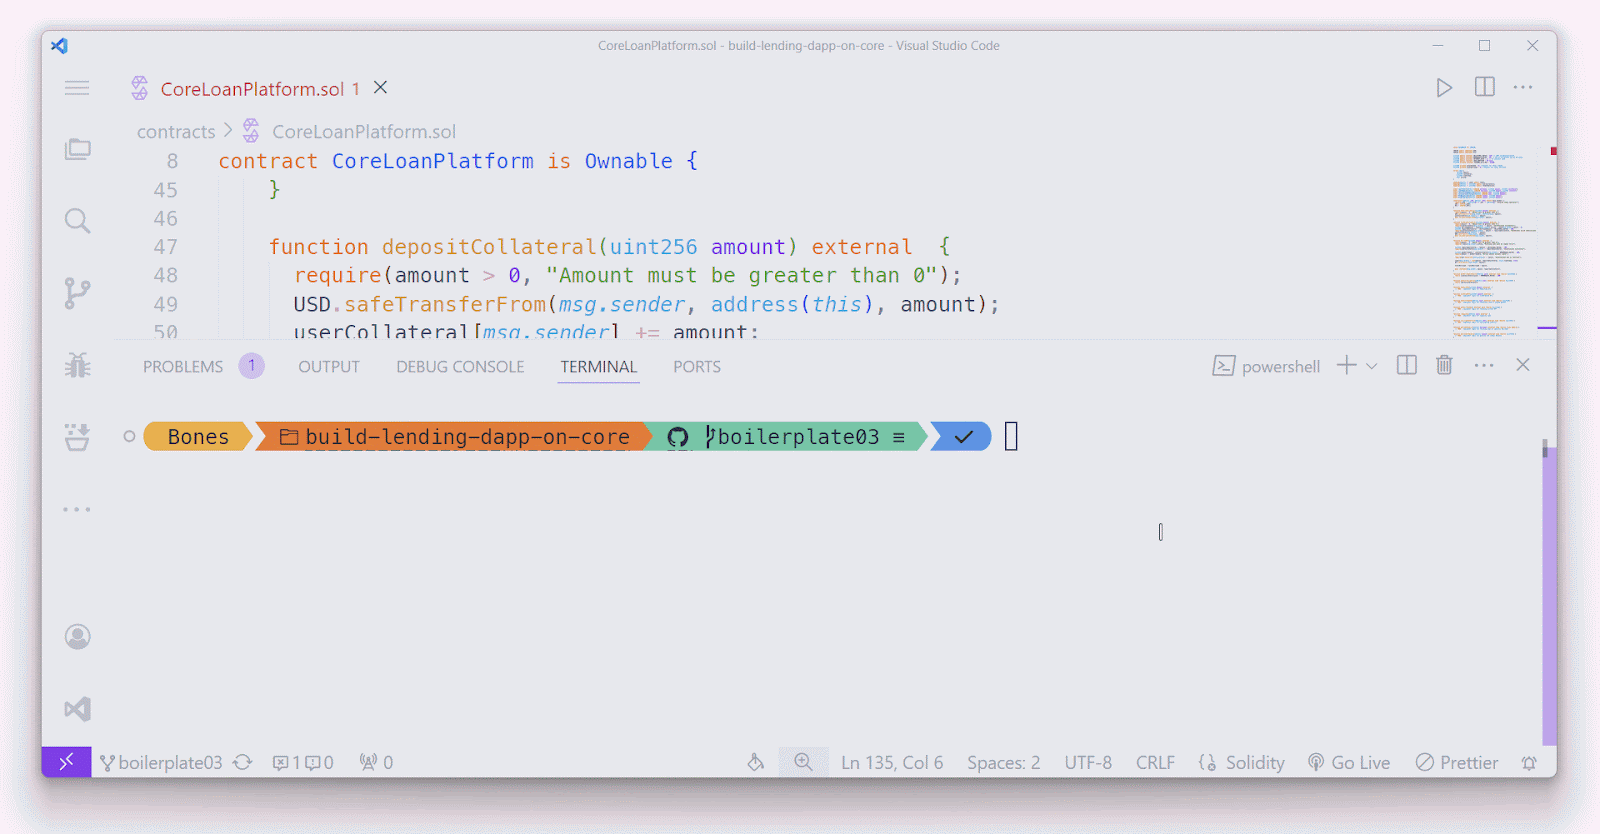 CoreLoanPlatform.sol - build-lending-dapp-on-core - Visual Studio Code
CoreLoanPlatform.sol 1
contracts > CoreLoanPlatform.sol
8 contract CoreLoanPlatform is Ownable {
45 }
46
47 function depositCollateral(uint256 amount) external {
48 require(amount > 0, "Amount must be greater than 0");
49 USD.safeTransferFrom(msg.sender, address(this), amount);
50 userCollateral[msg.sender] += amount;
PROBLEMS 1 OUTPUT DEBUG CONSOLE TERMINAL PORTS powershell
Bones build-lending-dapp-on-core boilerplate03 ≡
boilerplate03 1 0 0 Ln 135, Col 6 Spaces: 2 UTF-8 CRLF Solidity Go Live Prettier